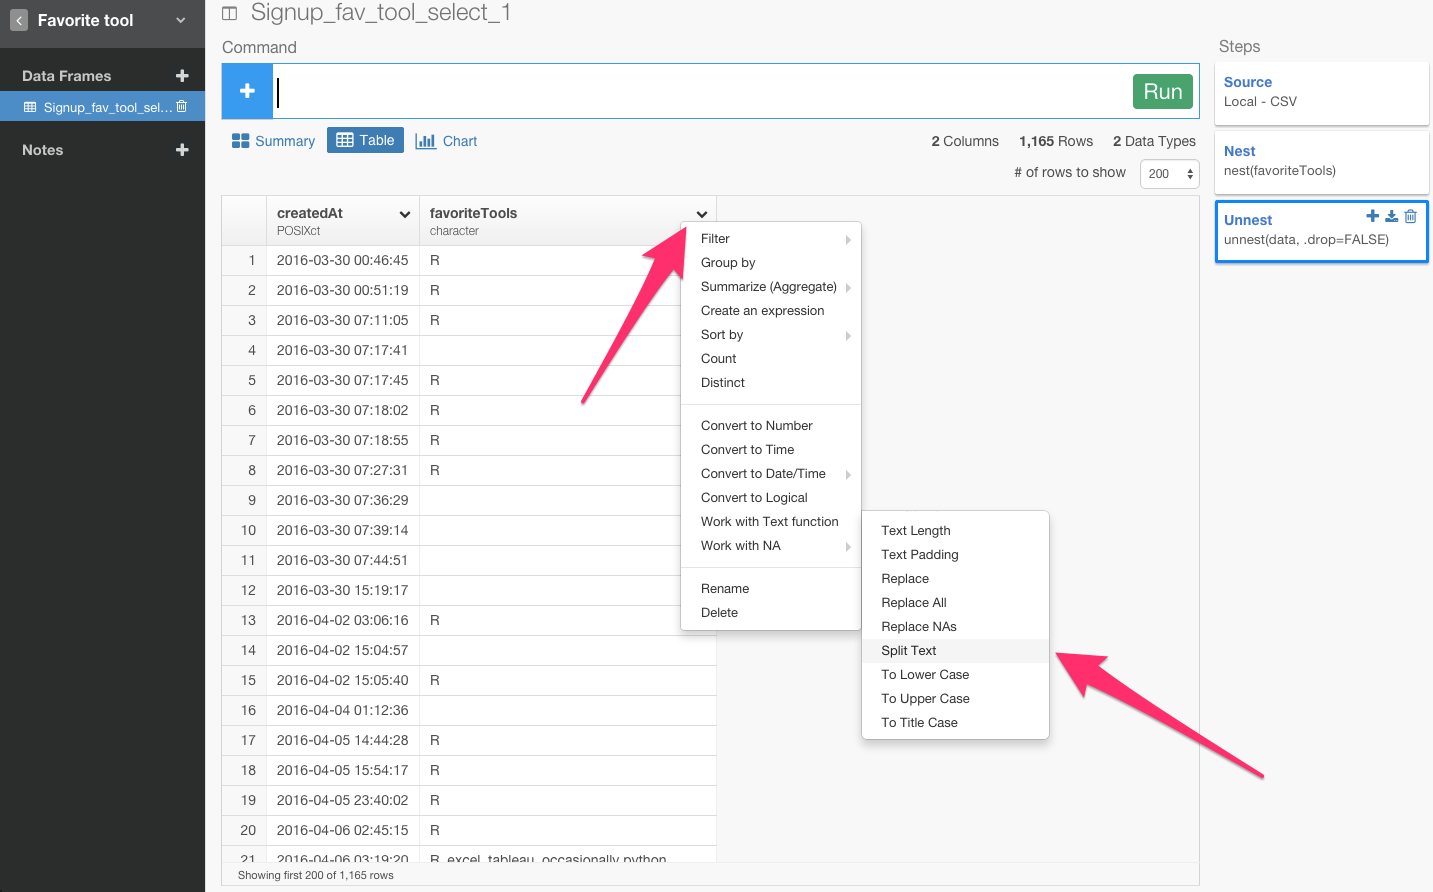 Favorite tool
Data Frames
Signup_fav_tool_sel...
Notes
Signup_fav_tool_select_1
Command
Run
Summary
Table
Chart
2 Columns 1,165 Rows 2 Data Types
# of rows to show 200
createdAt
POSIXct
favoriteTools
character
1 2016-03-30 00:46:45 R
2 2016-03-30 00:51:19 R
3 2016-03-30 07:11:05 R
4 2016-03-30 07:17:41
5 2016-03-30 07:17:45 R
6 2016-03-30 07:18:02 R
7 2016-03-30 07:18:55 R
8 2016-03-30 07:27:31 R
9 2016-03-30 07:36:29
10 2016-03-30 07:39:14
11 2016-03-30 07:44:51
12 2016-03-30 15:19:17
13 2016-04-02 03:06:16 R
14 2016-04-02 15:04:57
15 2016-04-02 15:05:40 R
16 2016-04-04 01:12:36
17 2016-04-05 14:44:28 R
18 2016-04-05 15:54:17 R
19 2016-04-05 23:40:02 R
20 2016-04-06 02:45:15 R
21 2016-04-06 03:19:20 R, excel, tableau, occasionally python
Showing first 200 of 1,165 rows
Filter
Group by
Summarize (Aggregate)
Create an expression
Sort by
Count
Distinct
Convert to Number
Convert to Time
Convert to Date/Time
Convert to Logical
Work with Text function
Work with NA
Rename
Delete
Text Length
Text Padding
Replace
Replace All
Replace NAs
Split Text
To Lower Case
To Upper Case
To Title Case
Steps
Source
Local - CSV
Nest
nest(favoriteTools)
Unnest
unnest(data, .drop=FALSE)